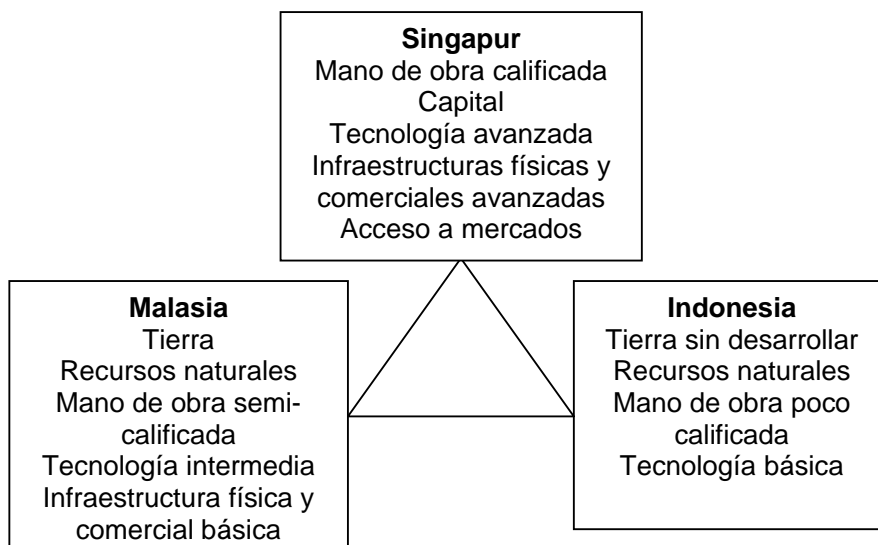 Singapur
Mano de obra calificada
Capital
Tecnología avanzada
Infraestructuras físicas y
comerciales avanzadas
Acceso a mercados
Malasia
Tierra
Recursos naturales
Mano de obra semi-
calificada
Tecnología intermedia
Infraestructura física y
comercial básica
Indonesia
Tierra sin desarrollar
Recursos naturales
Mano de obra poco
calificada
Tecnología básica